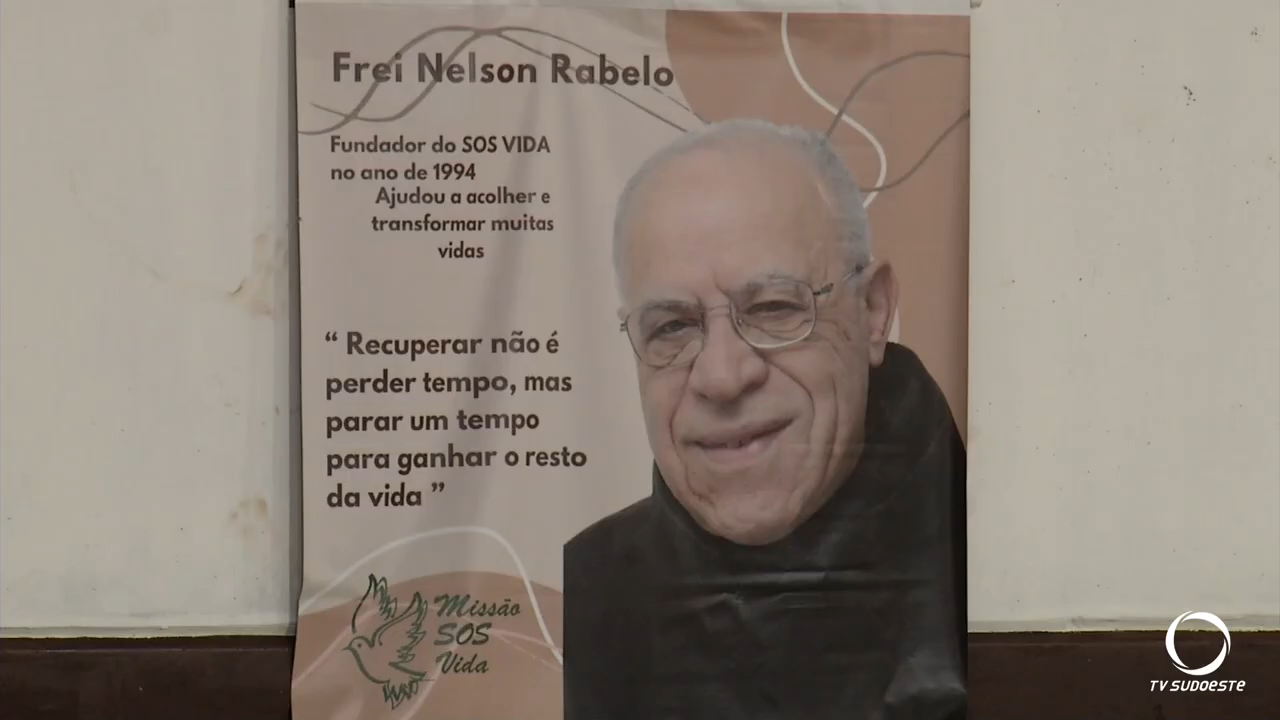 Frei Nelson Rabelo
Fundador do SOS VIDA
no ano de 1994
Ajudou a acolher e
transformar muitas
vidas
“ Recuperar não é
perder tempo, mas
parar um tempo
para ganhar o resto
da vida ”
Missão
SOS
Vida
TV SUDOESTE